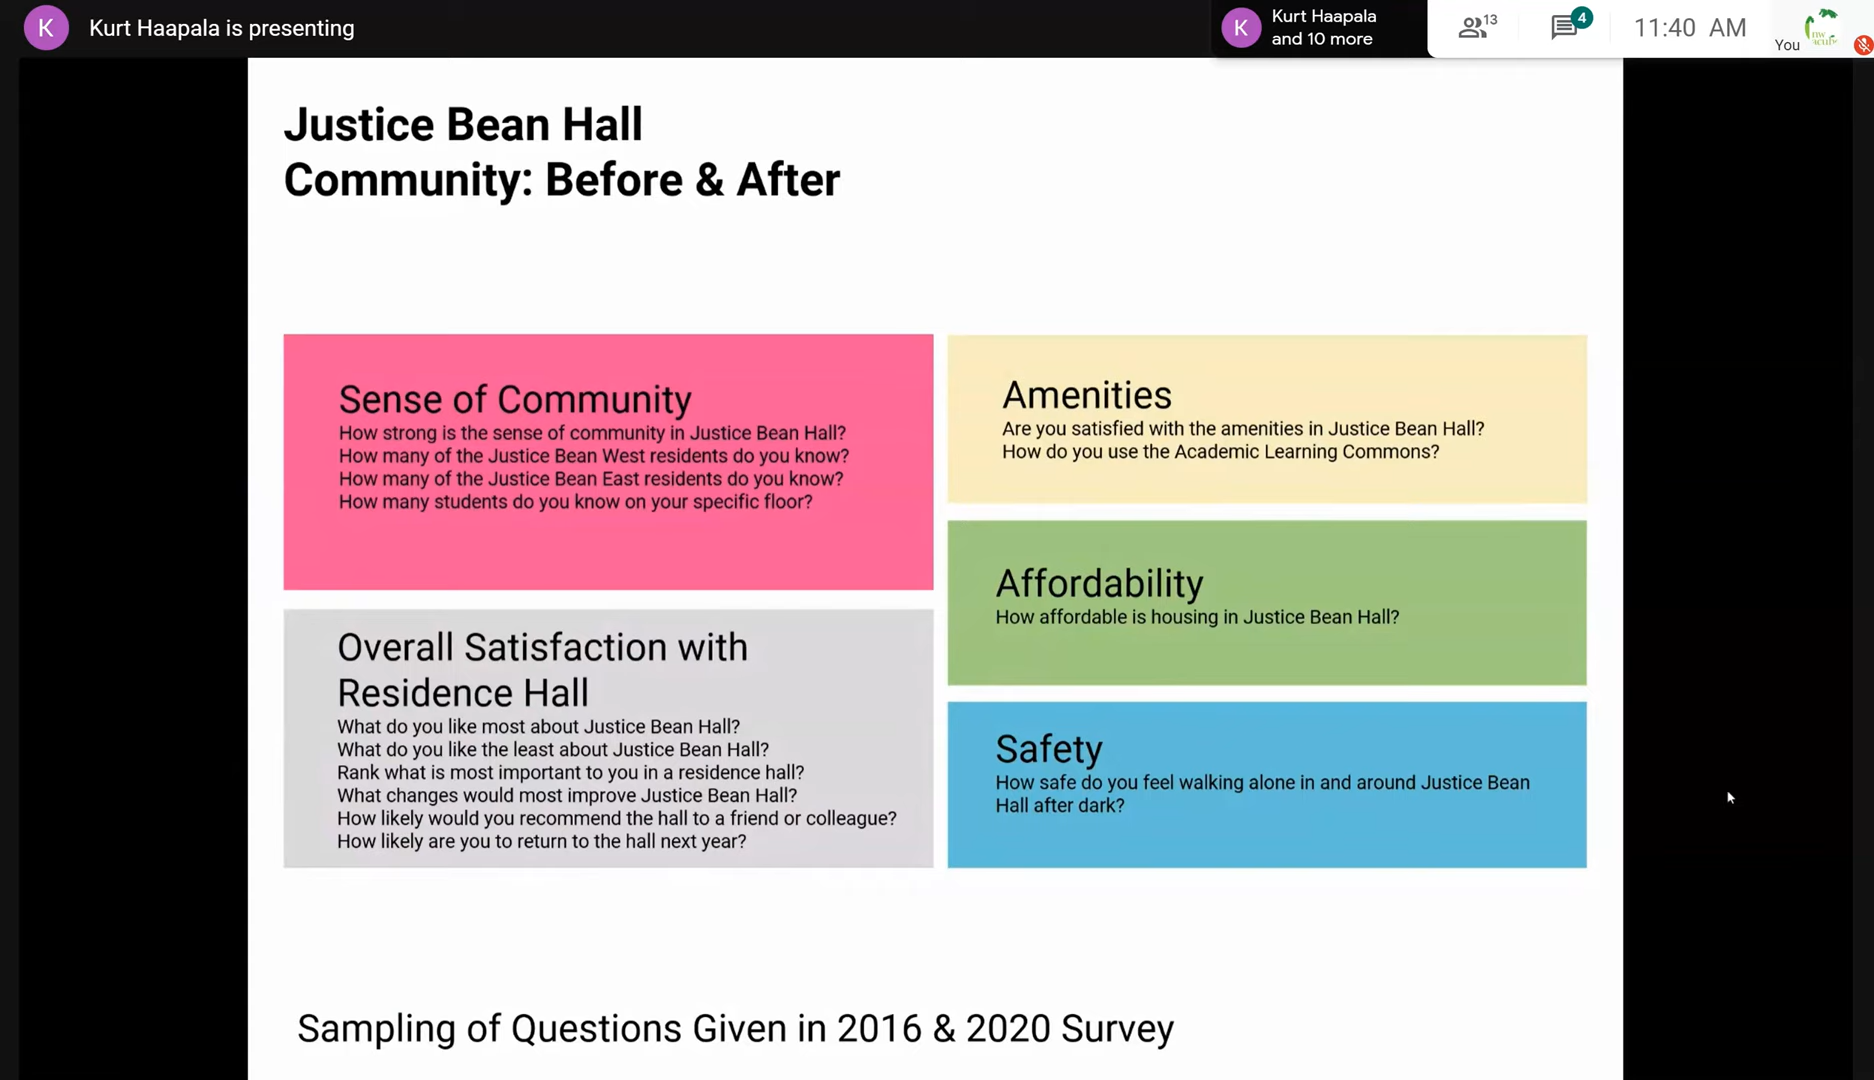 K
Kurt Haapala is presenting
K
Kurt Haapala
and 10 more
13
4
11:40 AM
You
nw
Justice Bean Hall
Community: Before & After
Sense of Community
How strong is the sense of community in Justice Bean Hall?
How many of the Justice Bean West residents do you know?
How many of the Justice Bean East residents do you know?
How many students do you know on your specific floor?
Overall Satisfaction with
Residence Hall
What do you like most about Justice Bean Hall?
What do you like the least about Justice Bean Hall?
Rank what is most important to you in a residence hall?
What changes would most improve Justice Bean Hall?
How likely would you recommend the hall to a friend or colleague?
How likely are you to return to the hall next year?
Amenities
Are you satisfied with the amenities in Justice Bean Hall?
How do you use the Academic Learning Commons?
Affordability
How affordable is housing in Justice Bean Hall?
Safety
How safe do you feel walking alone in and around Justice Bean
Hall after dark?
Sampling of Questions Given in 2016 & 2020 Survey